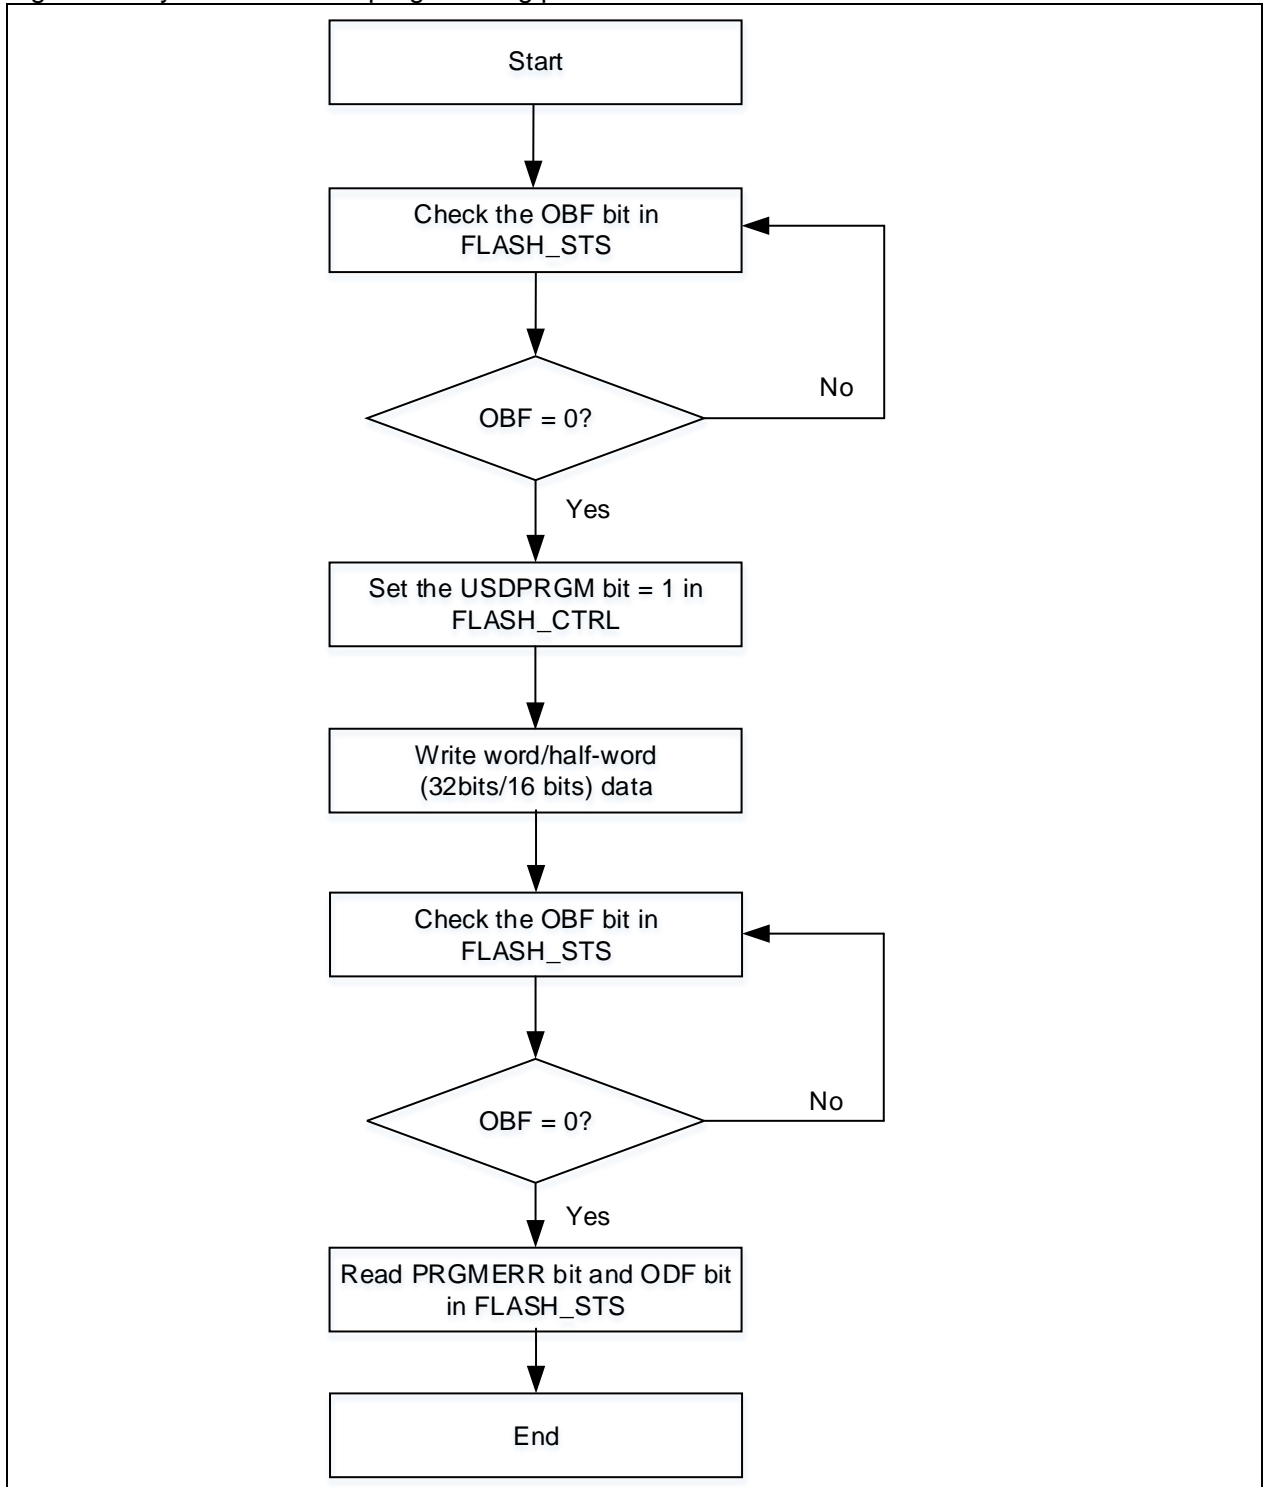 Start
Check the OBF bit in
FLASH_STS
OBF = 0?
No
Yes
Set the USDPRGM bit = 1 in
FLASH_CTRL
Write word/half-word
(32bits/16 bits) data
Check the OBF bit in
FLASH_STS
OBF = 0?
No
Yes
Read PRGMERR bit and ODF bit
in FLASH_STS
End